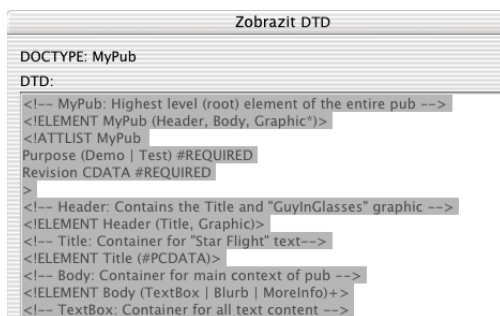 Zobrazit DTD
DOCTYPE: MyPub
DTD:
<!-- MyPub: Highest level (root) element of the entire pub -->
<!ELEMENT MyPub (Header, Body, Graphic*)>
<!ATTLIST MyPub
Purpose (Demo | Test) #REQUIRED
Revision CDATA #REQUIRED
>
<!-- Header: Contains the Title and "GuyInGlasses" graphic -->
<!ELEMENT Header (Title, Graphic)>
<!-- Title: Container for "Star Flight" text-->
<!ELEMENT Title (#PCDATA)>
<!-- Body: Container for main context of pub -->
<!ELEMENT Body (TextBox | Blurb | MoreInfo)+>
<!-- TextBox: Container for all text content -->